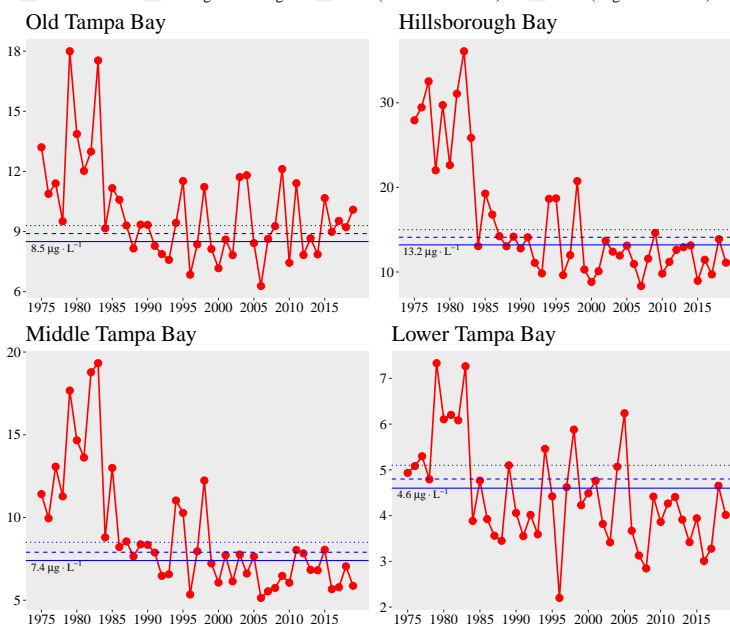 Old Tampa Bay
Hillsborough Bay
18
15
12
9
6
8.5 μg · L⁻¹
1975 1980 1985 1990 1995 2000 2005 2010 2015
30
20
10
13.2 μg · L⁻¹
1975 1980 1985 1990 1995 2000 2005 2010 2015
Middle Tampa Bay
Lower Tampa Bay
20
15
10
5
7.4 μg · L⁻¹
1975 1980 1985 1990 1995 2000 2005 2010 2015
7
6
5
4
3
2
4.6 μg · L⁻¹
1975 1980 1985 1990 1995 2000 2005 2010 2015